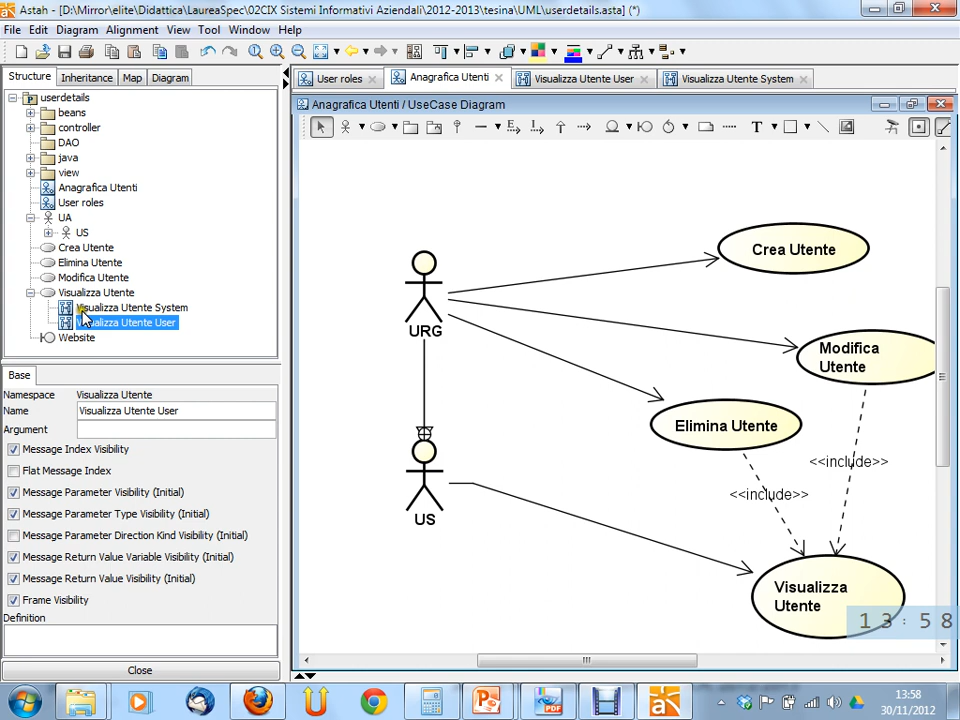 Astah - [D:\Mirror\elite\Didattica\LaureaSpec\02CIX Sistemi Informativi Aziendali\2012-2013\tesina\UML\userdetails.asta] (*)
File Edit Diagram Alignment View Tool Window Help
Structure Inheritance Map Diagram
User roles Anagrafica Utenti Visualizza Utente User Visualizza Utente System
Anagrafica Utenti / UseCase Diagram
userdetails
beans
controller
DAO
java
view
Anagrafica Utenti
User roles
UA
US
Crea Utente
Elimina Utente
Modifica Utente
Visualizza Utente
Visualizza Utente System
Visualizza Utente User
Website
Base
Namespace Visualizza Utente
Name Visualizza Utente User
Argument
Message Index Visibility
Flat Message Index
Message Parameter Visibility (Initial)
Message Parameter Type Visibility (Initial)
Message Parameter Direction Kind Visibility (Initial)
Message Return Value Variable Visibility (Initial)
Message Return Value Visibility (Initial)
Frame Visibility
Definition
Close
Crea Utente
URG
Modifica
Utente
Elimina Utente
<<include>>
<<include>>
US
Visualizza
Utente
13:58
13:58
30/11/2012